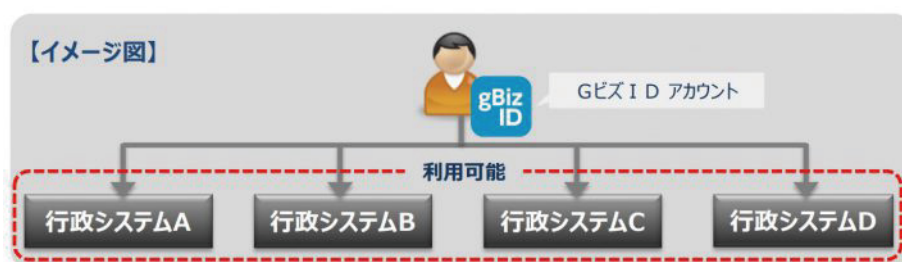 【イメージ図】
gBiz
ID
GビズID アカウント
利用可能
行政システムA
行政システムB
行政システムC
行政システムD